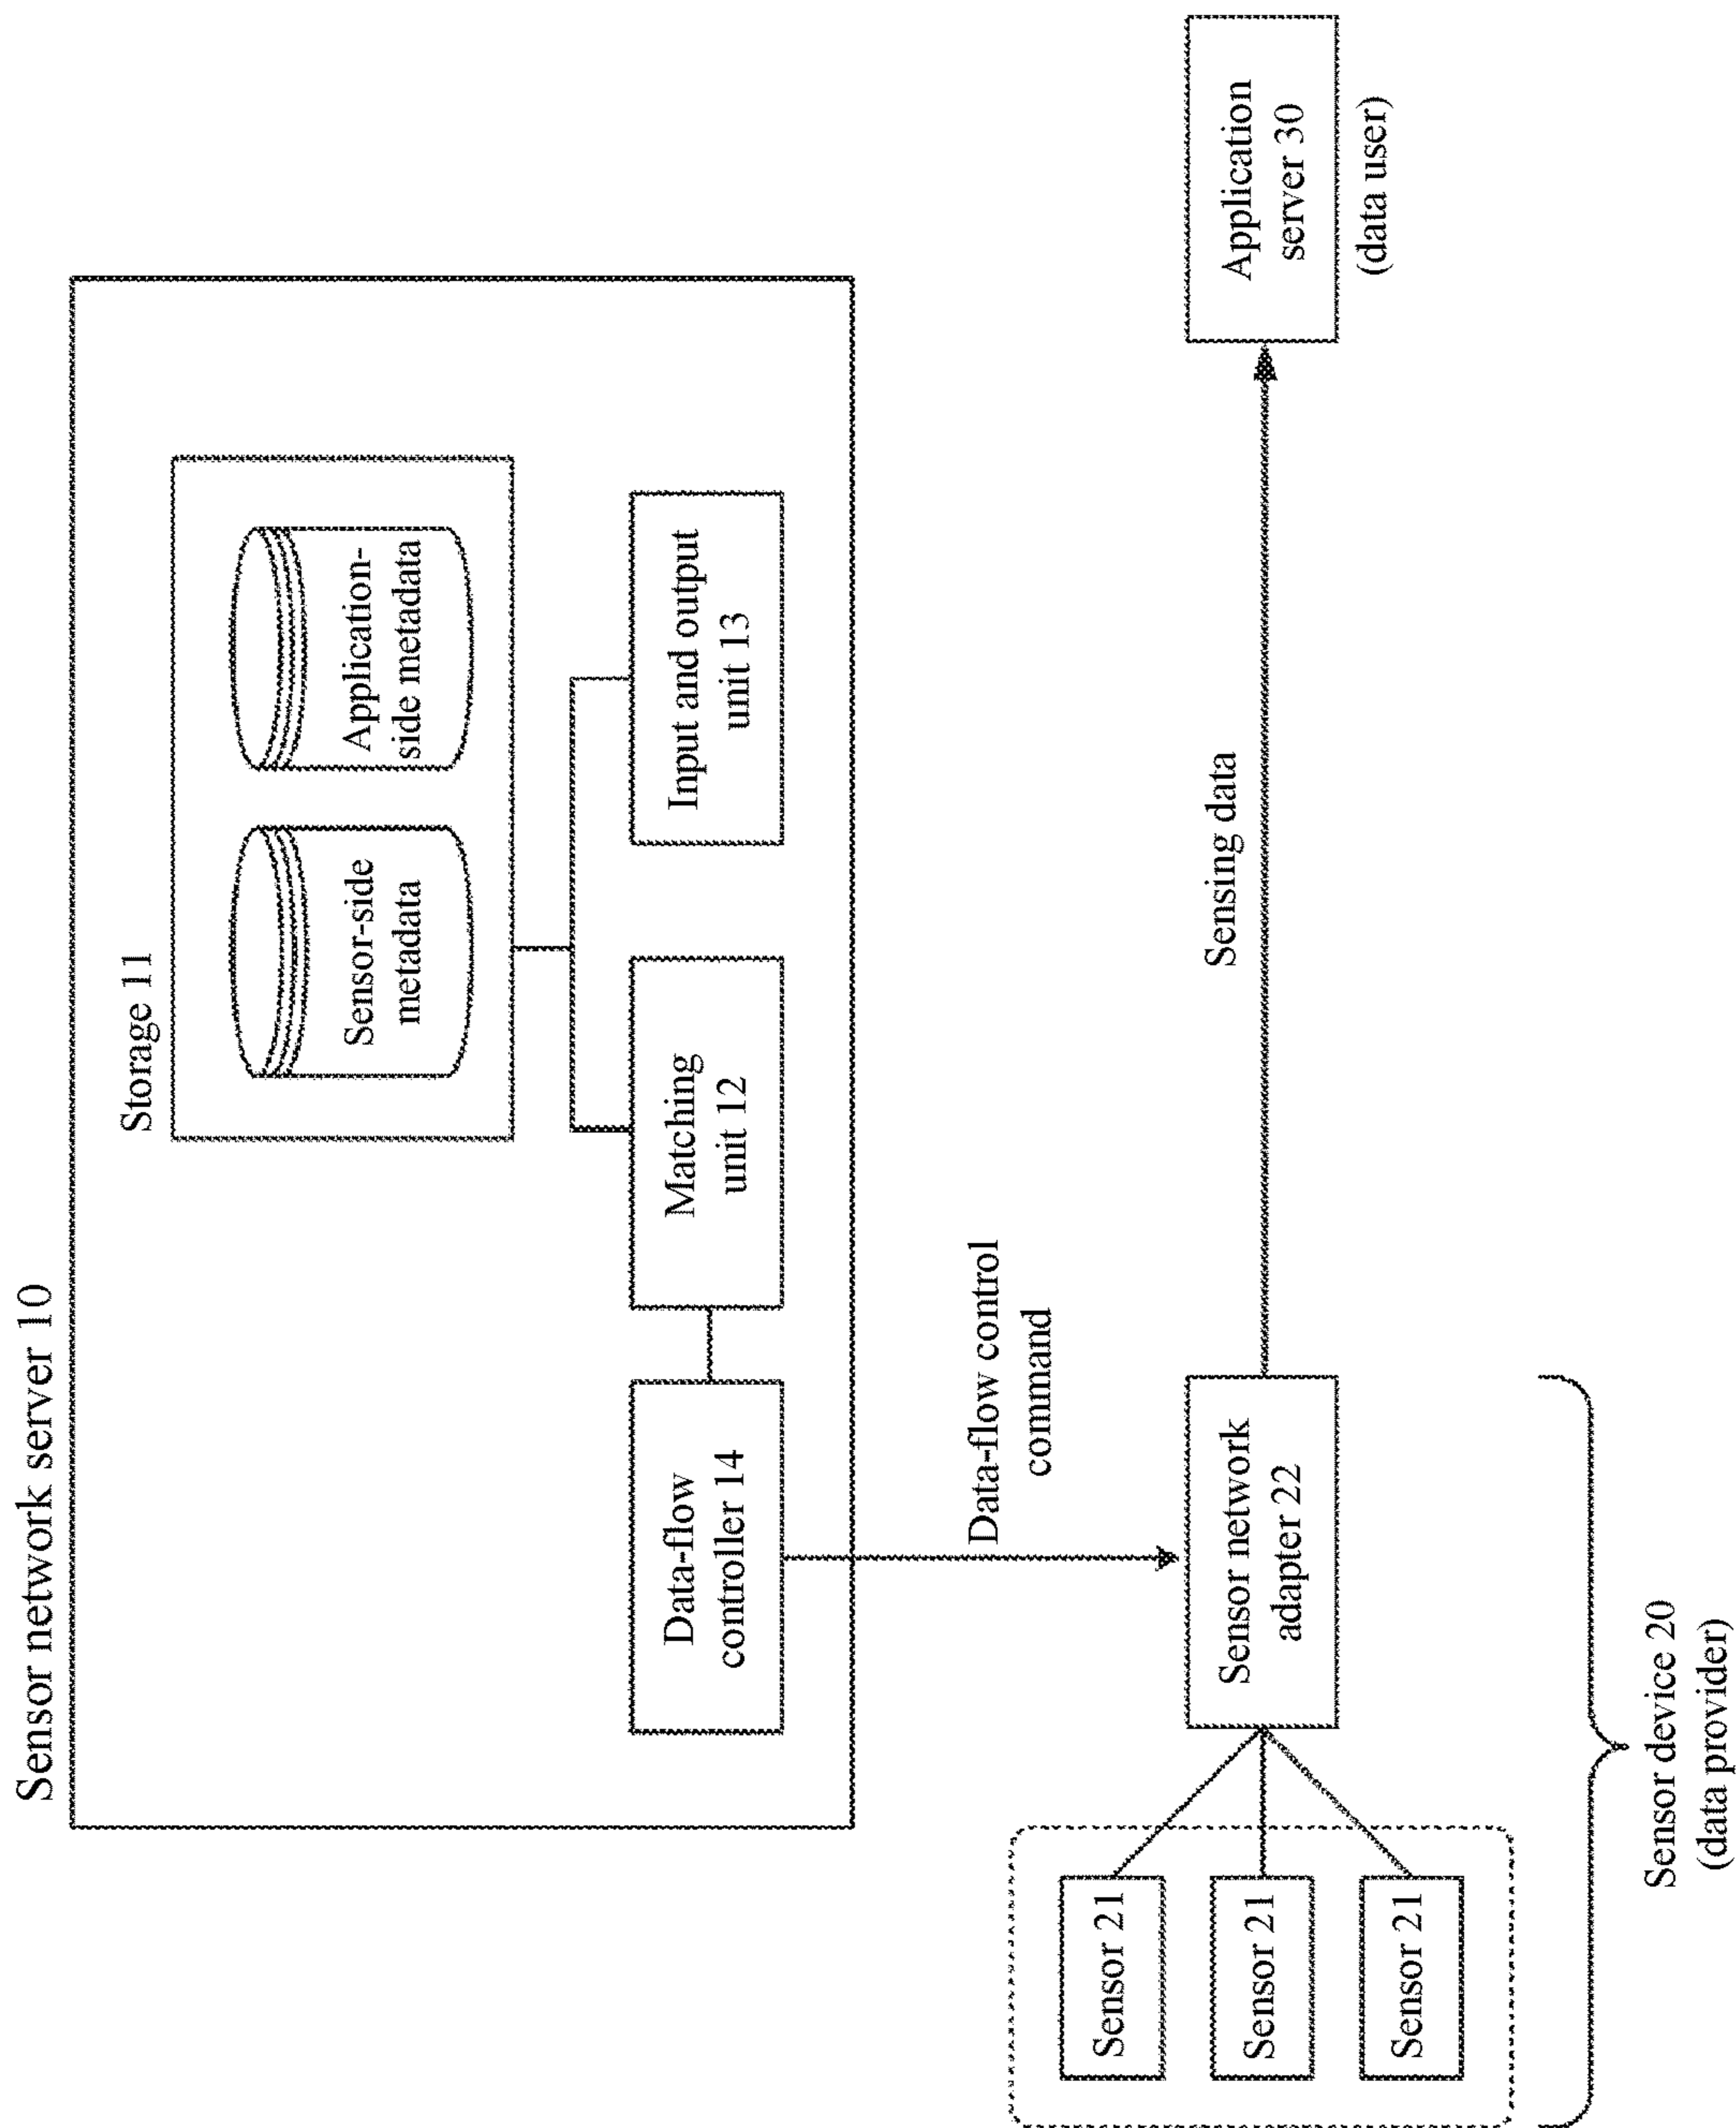 Sensor network server 10
Storage 11
Sensor-side
metadata
Application-
side metadata
Data-flow
controller 14
Matching
unit 12
Input and output
unit 13
Data-flow control
command
Sensor 21
Sensor 21
Sensor 21
Sensor network
adapter 22
Sensing data
Application
server 30
(data user)
Sensor device 20
(data provider)